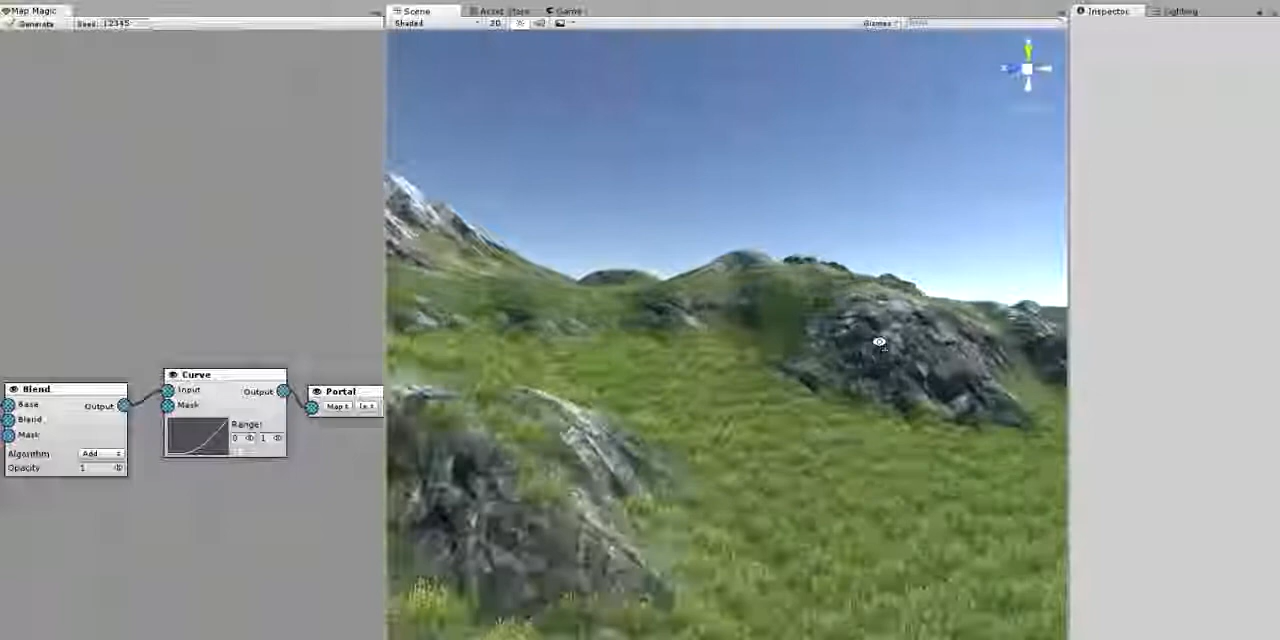 Map Magic
Generate Seed: 12345
Scene Asset Store Game
Shaded 2D Gizmos
Inspector Lighting
Blend
Base Output
Blend
Mask
Algorithm Add
Opacity 1
Curve
Input Output
Mask
Range:
0 1
Portal
Map